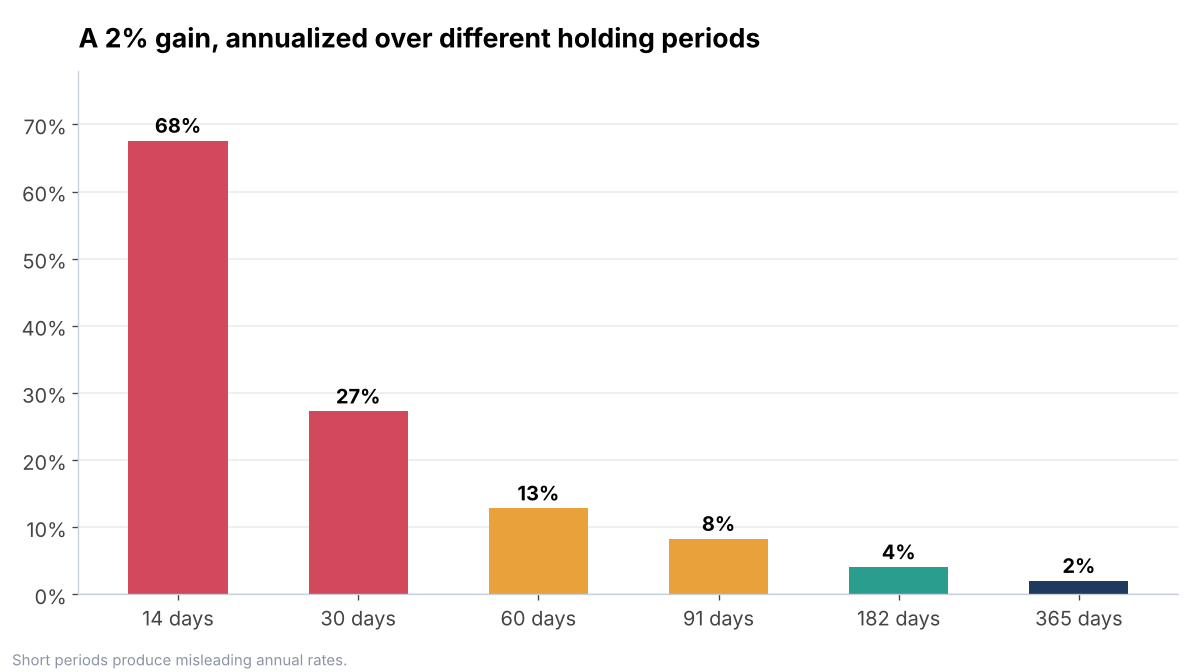 A 2% gain, annualized over different holding periods
70%
60%
50%
40%
30%
20%
10%
0%
68%
27%
13%
8%
4%
2%
14 days
30 days
60 days
91 days
182 days
365 days
Short periods produce misleading annual rates.